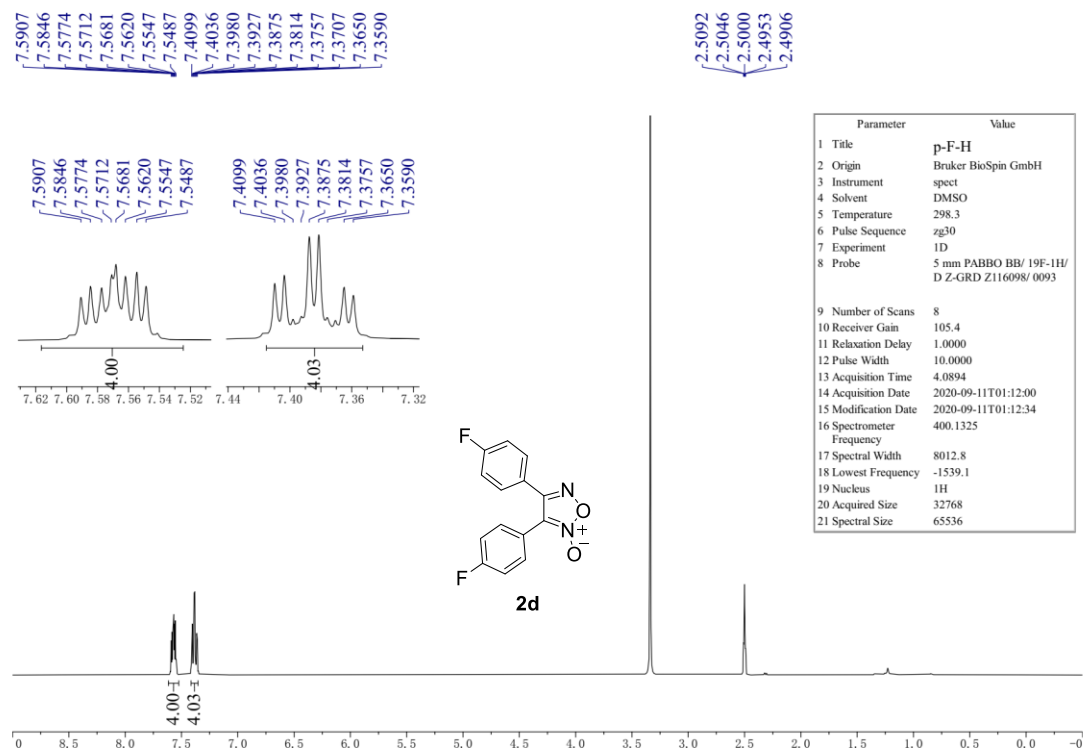 7.5907
7.5846
7.5774
7.5712
7.5681
7.5620
7.5547
7.5487
7.4099
7.4036
7.3980
7.3927
7.3875
7.3814
7.3757
7.3707
7.3650
7.3590
2.5092
2.5046
2.5000
2.4953
2.4906
7.5907
7.5846
7.5774
7.5712
7.5681
7.5620
7.5547
7.5487
7.4099
7.4036
7.3980
7.3927
7.3875
7.3814
7.3757
7.3650
7.3590
4.00
4.03
7.62 7.60 7.58 7.56 7.54 7.52
7.44 7.40 7.36 7.32
Parameter Value
1 Title p-F-H
2 Origin Bruker BioSpin GmbH
3 Instrument spect
4 Solvent DMSO
5 Temperature 298.3
6 Pulse Sequence zg30
7 Experiment 1D
8 Probe 5 mm PABBO BB/ 19F-1H/
D Z-GRD Z116098/ 0093
9 Number of Scans 8
10 Receiver Gain 105.4
11 Relaxation Delay 1.0000
12 Pulse Width 10.0000
13 Acquisition Time 4.0894
14 Acquisition Date 2020-09-11T01:12:00
15 Modification Date 2020-09-11T01:12:34
16 Spectrometer 400.1325
Frequency
17 Spectral Width 8012.8
18 Lowest Frequency -1539.1
19 Nucleus 1H
20 Acquired Size 32768
21 Spectral Size 65536
F
N
O
N+
O−
F
2d
4.00
4.03
0 8.5 8.0 7.5 7.0 6.5 6.0 5.5 5.0 4.5 4.0 3.5 3.0 2.5 2.0 1.5 1.0 0.5 0.0 -0